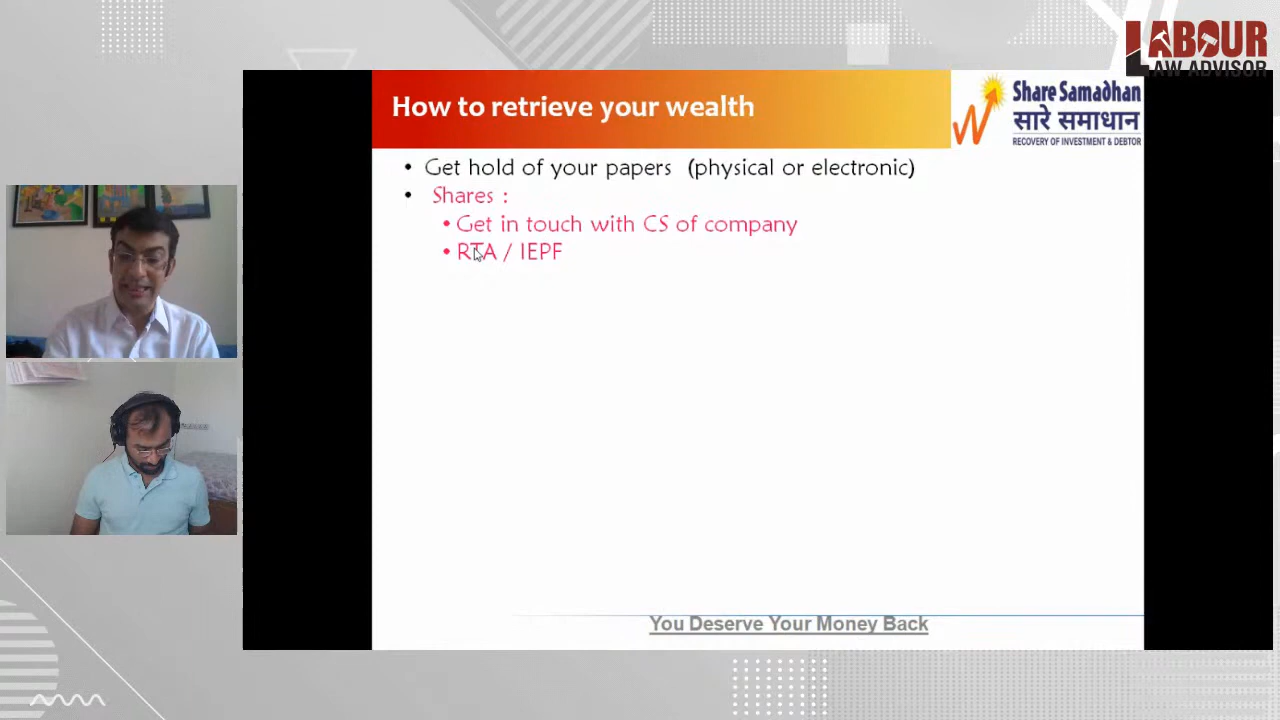 LABOUR
LAW ADVISOR
How to retrieve your wealth
Share Samadhan
सारे समाधान
RECOVERY OF INVESTMENT & DEBTOR
• Get hold of your papers (physical or electronic)
• Shares :
• Get in touch with CS of company
• RTA / IEPF
You Deserve Your Money Back